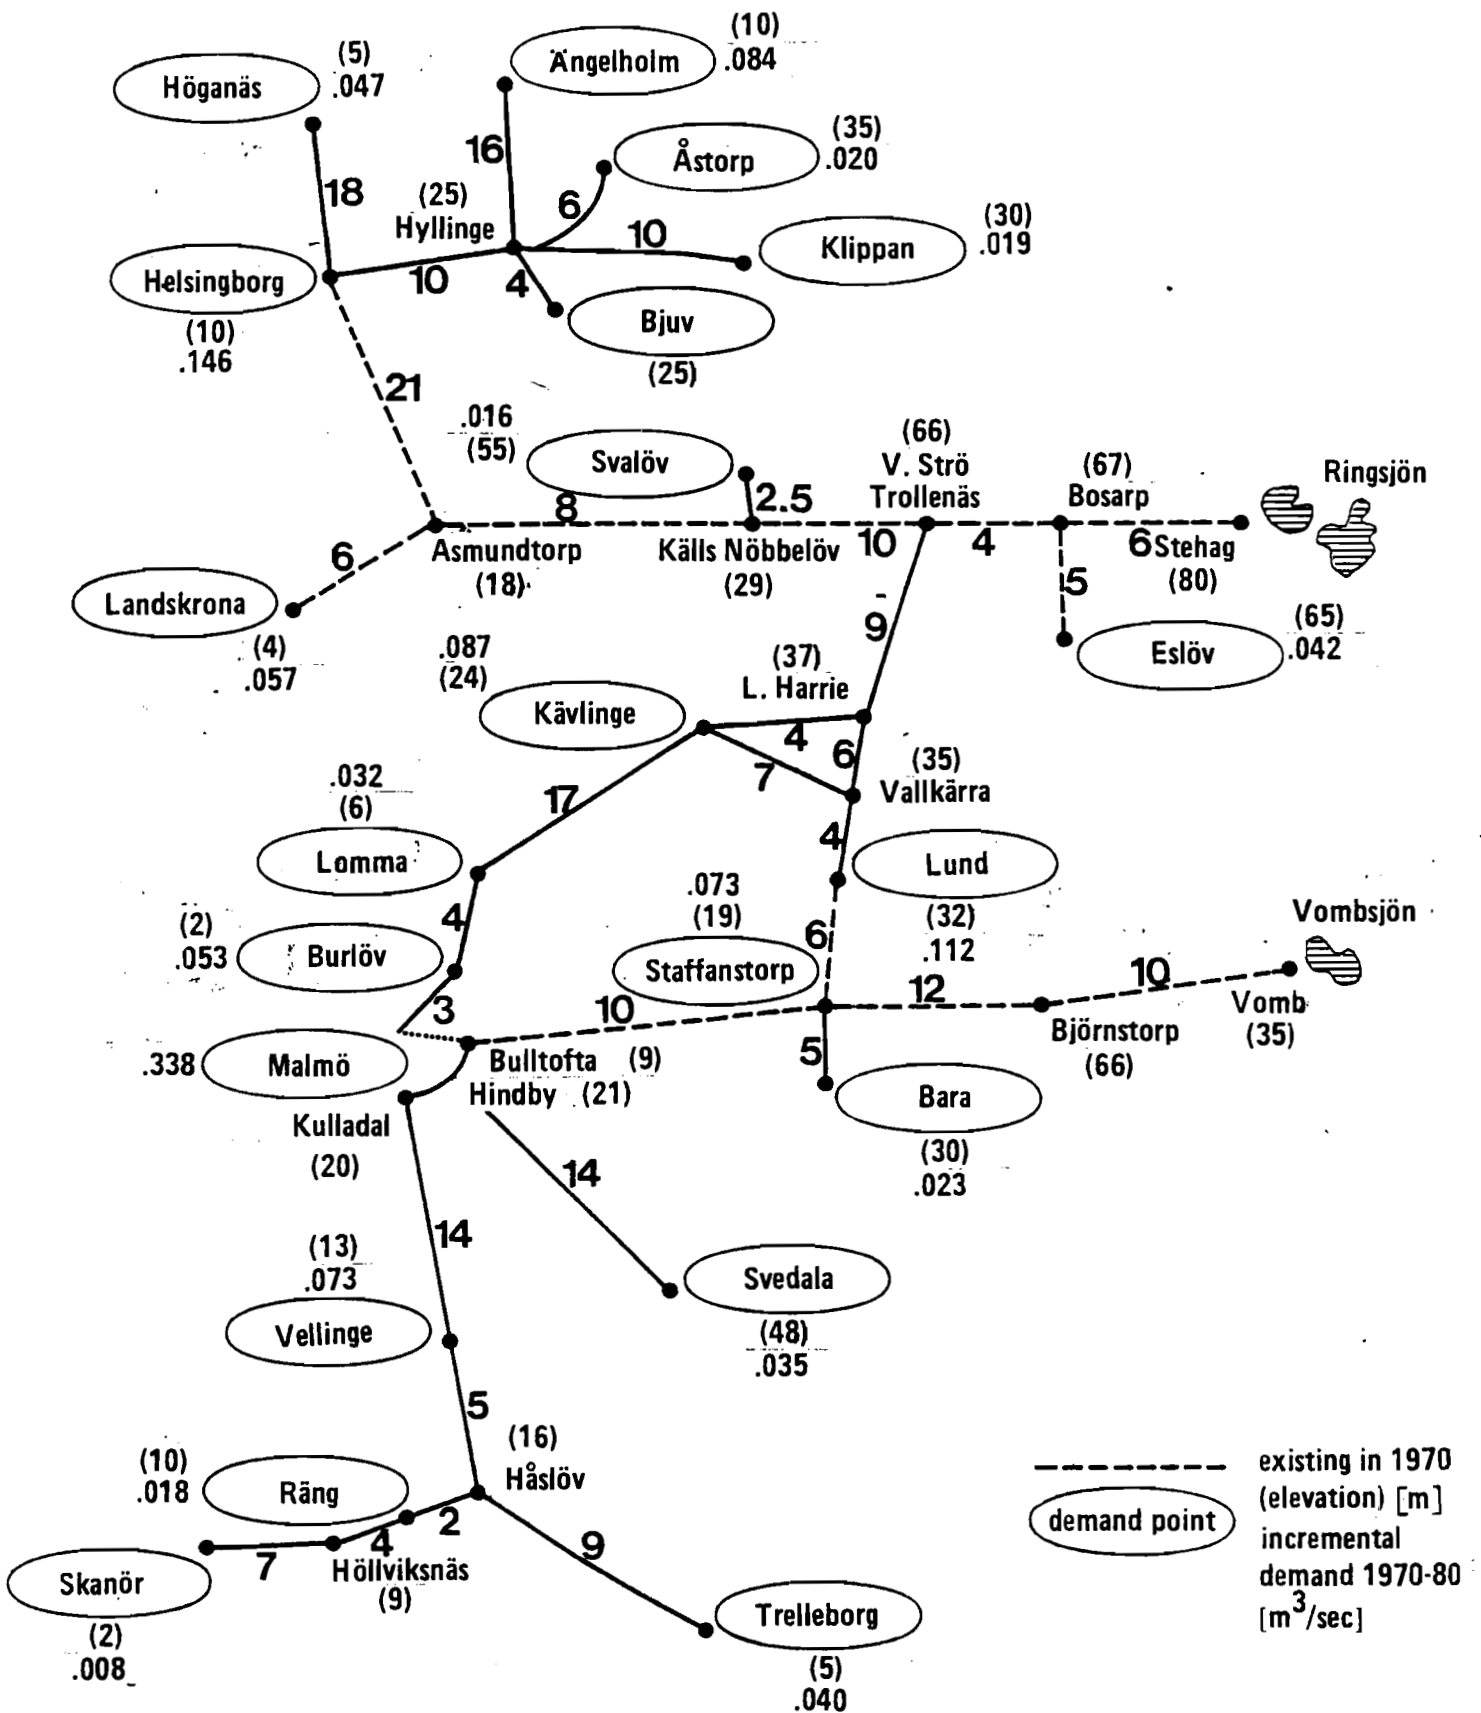 (10)
Ängelholm
.084
(5)
Höganäs
.047
16
(35)
Åstorp
.020
18
(25)
Hyllinge
6
10
(30)
Klippan
.019
Helsingborg
10
4
(10)
.146
Bjuv
(25)
21
.016
(55)
Svalöv
(66)
V. Strö
Trollenäs
(67)
Bosarp
Ringsjön
2.5
8
Asmundtorp
(18)
Källs Nöbbelöv
(29)
10
4
6
Stehag
(80)
6
5
Landskrona
(4)
.057
9
(65)
Eslöv
.042
.087
(24)
Kävlinge
(37)
L. Harrie
4
6
7
(35)
Vallkärra
17
.032
(6)
Lomma
4
Lund
(32)
.112
.073
(19)
Staffanstorp
6
Vombsjön
(2)
.053
Burlöv
4
3
10
12
10
Vomb
(35)
Björnstorp
(66)
.338
Malmö
Bulltofta (9)
Hindby (21)
5
Bara
(30)
.023
Kulladal
(20)
14
14
(13)
.073
Vellinge
Svedala
(48)
.035
5
(16)
Håslöv
(10)
.018
Räng
2
4
7
Höllviksnäs
(9)
9
Skanör
(2)
.008
Trelleborg
(5)
.040
existing in 1970
(elevation) [m]
demand point
incremental
demand 1970-80
[m³/sec]